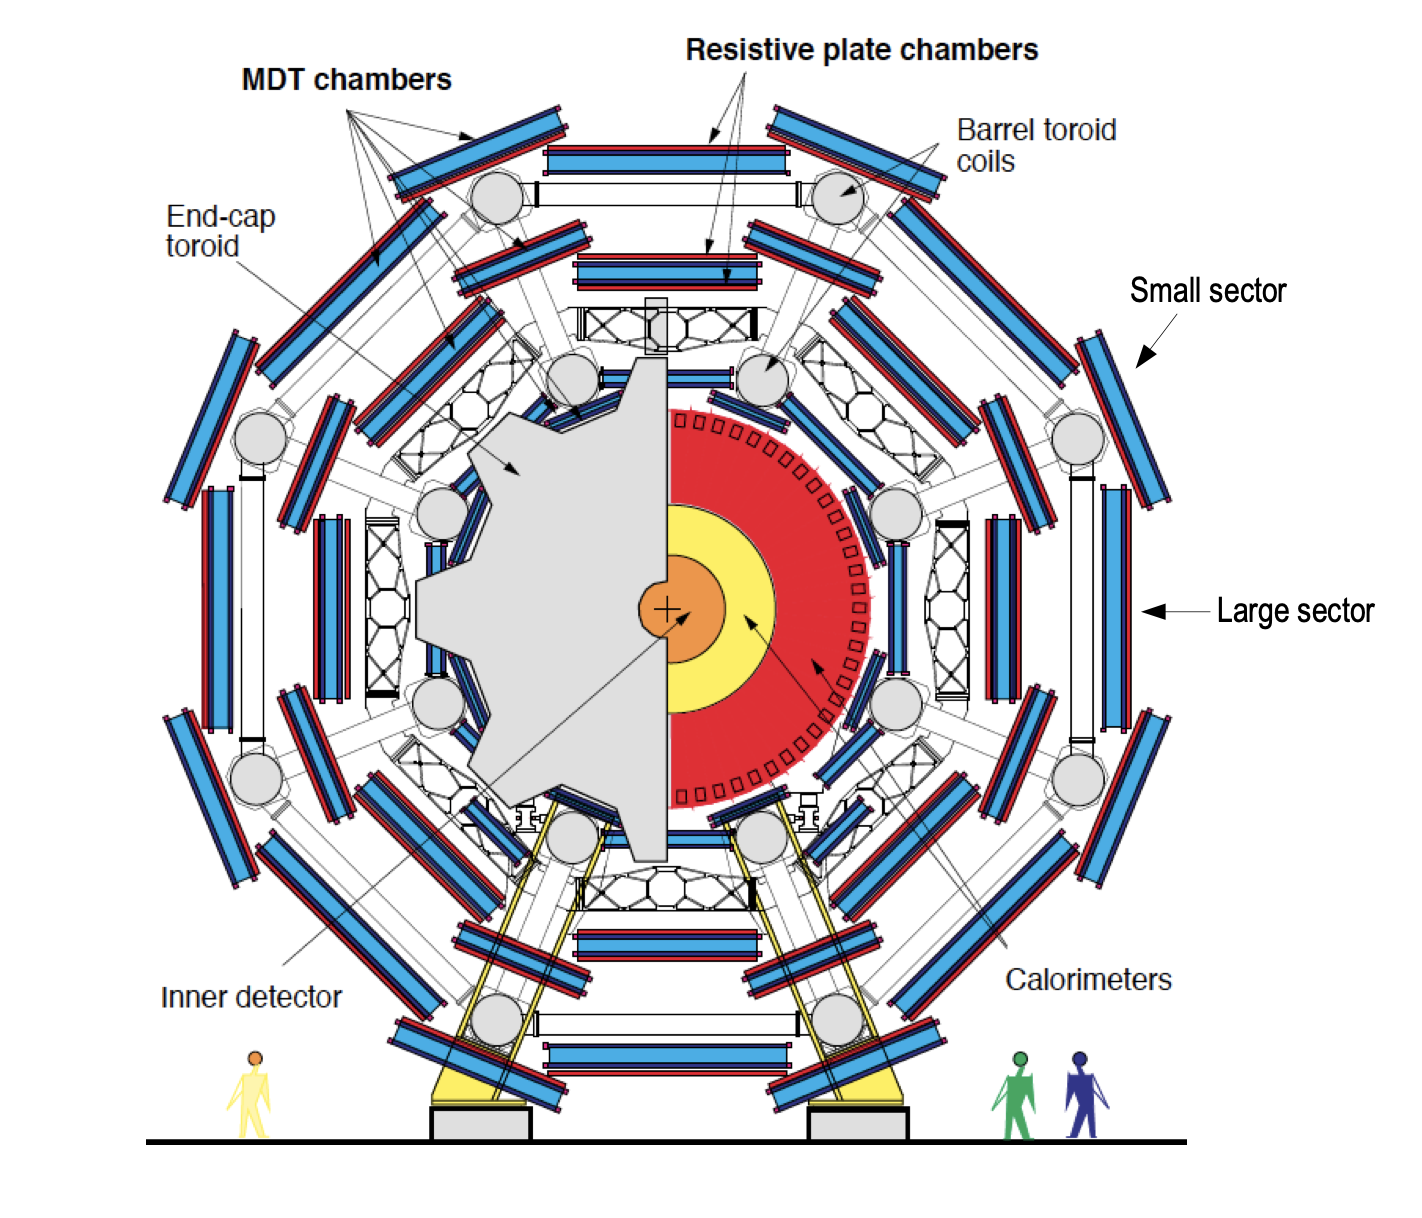 Resistive plate chambers
MDT chambers
Barrel toroid
coils
End-cap
toroid
Small sector
Large sector
Calorimeters
Inner detector